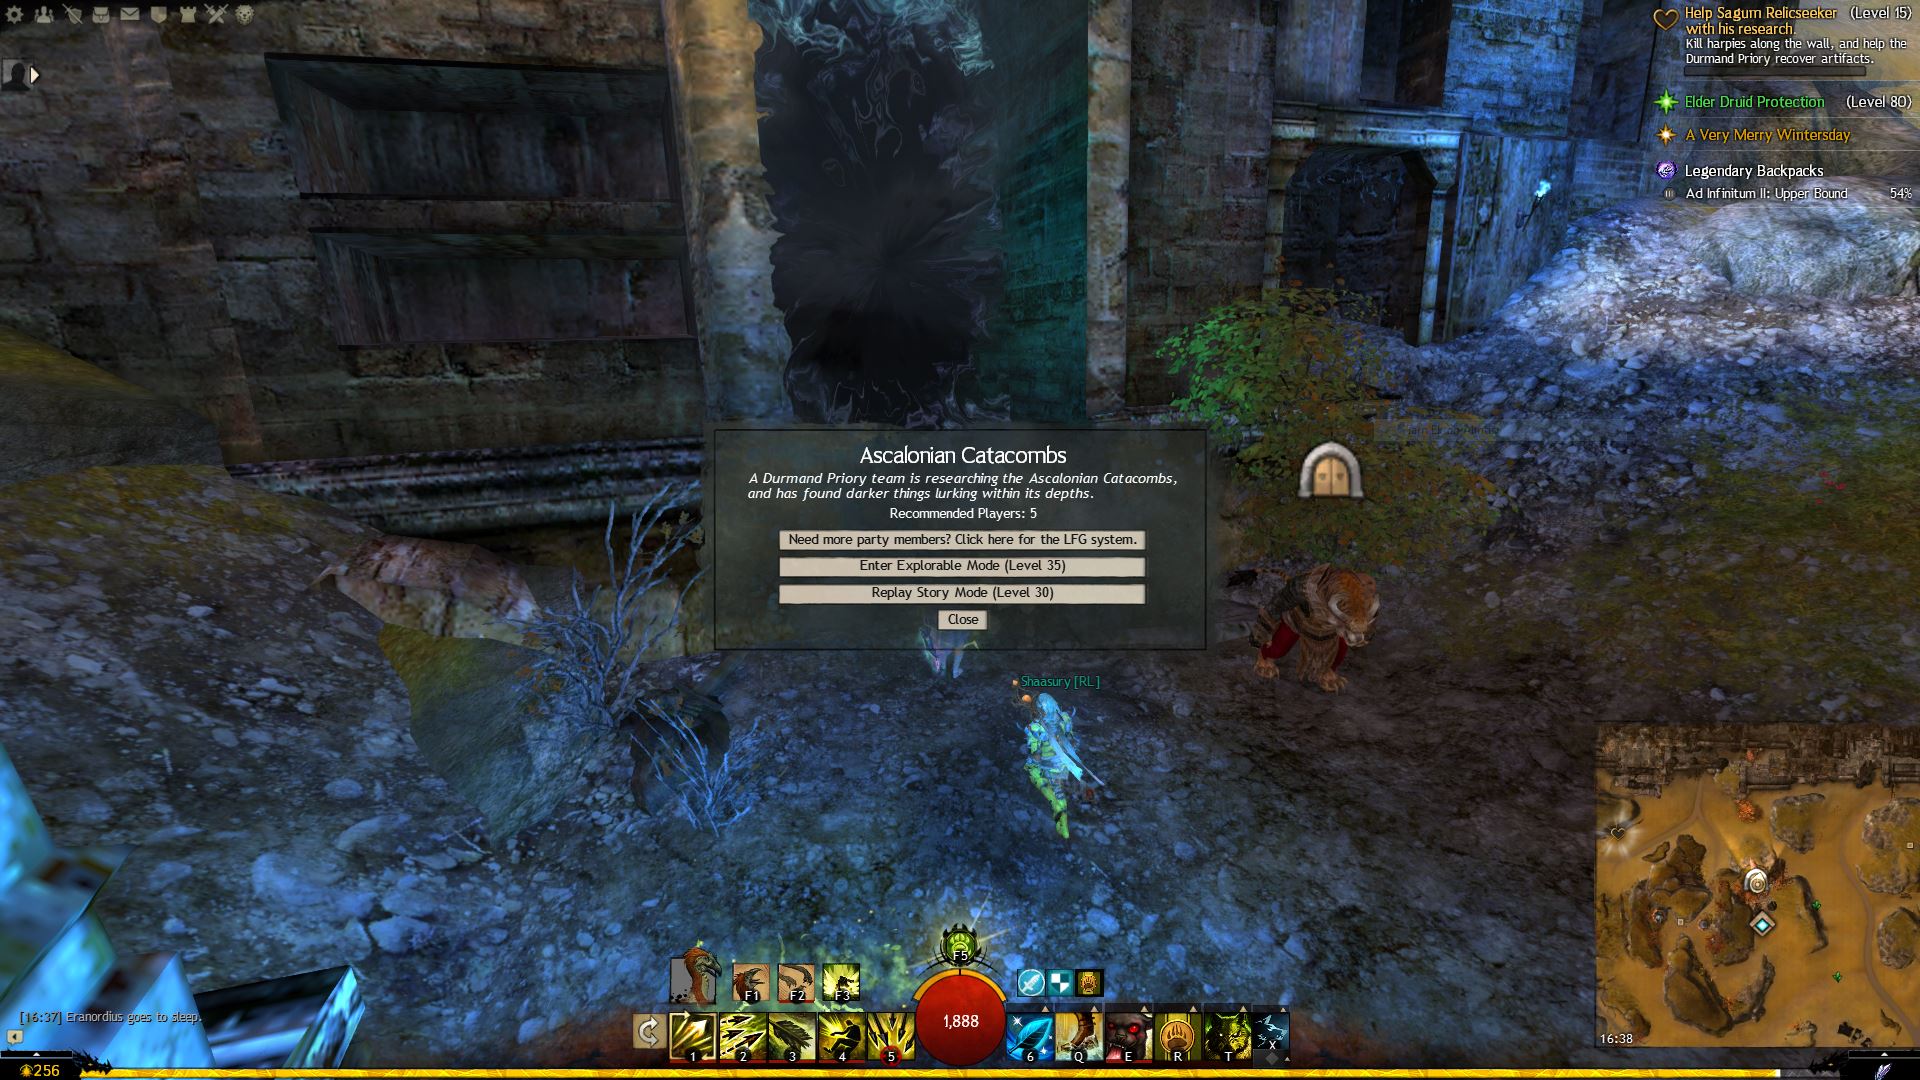 Help Sagum Relicseeker (Level 15)
with his research.
Kill harpies along the wall, and help the
Durmand Priory recover artifacts.
Elder Druid Protection (Level 80)
A Very Merry Wintersday
Legendary Backpacks
Ad Infinitum II: Upper Bound 54%
Ascalonian Catacombs
A Durmand Priory team is researching the Ascalonian Catacombs,
and has found darker things lurking within its depths.
Recommended Players: 5
Need more party members? Click here for the LFG system.
Enter Explorable Mode (Level 35)
Replay Story Mode (Level 30)
Close
Shaasury [RL]
F5
F1 F2 F3
[16:37] Eranordius goes to sleep.
1 2 3 4 5 1,888 6 Q E R T X
16:38
256